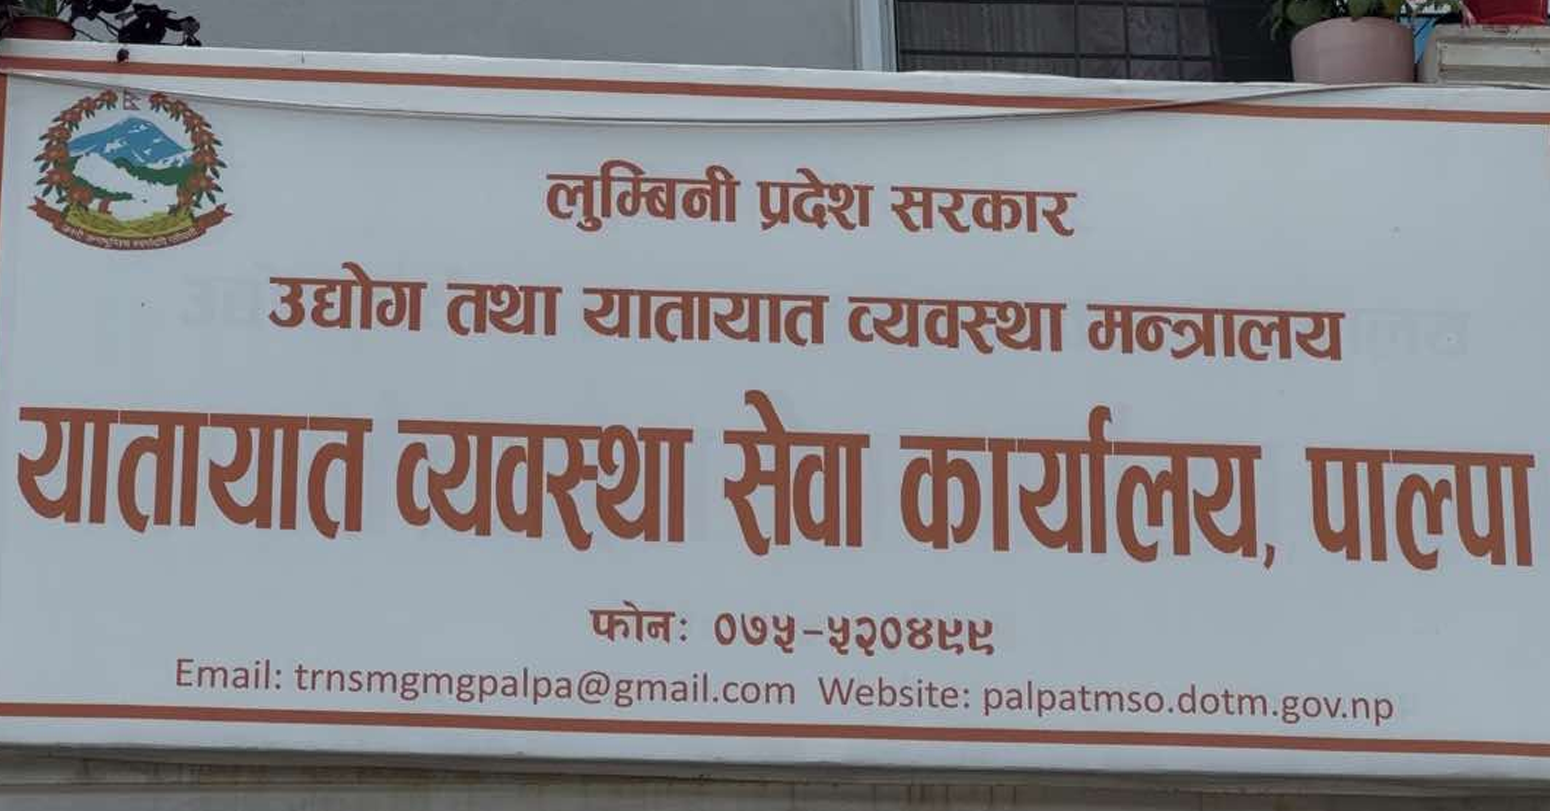 लुम्बिनी प्रदेश सरकार
उद्योग तथा यातायात व्यवस्था मन्त्रालय
यातायात व्यवस्था सेवा कार्यालय, पाल्पा
फोन: ०७५-५२०४९९
Email: trnsmgmgpalpa@gmail.com Website: palpatmso.dotm.gov.np